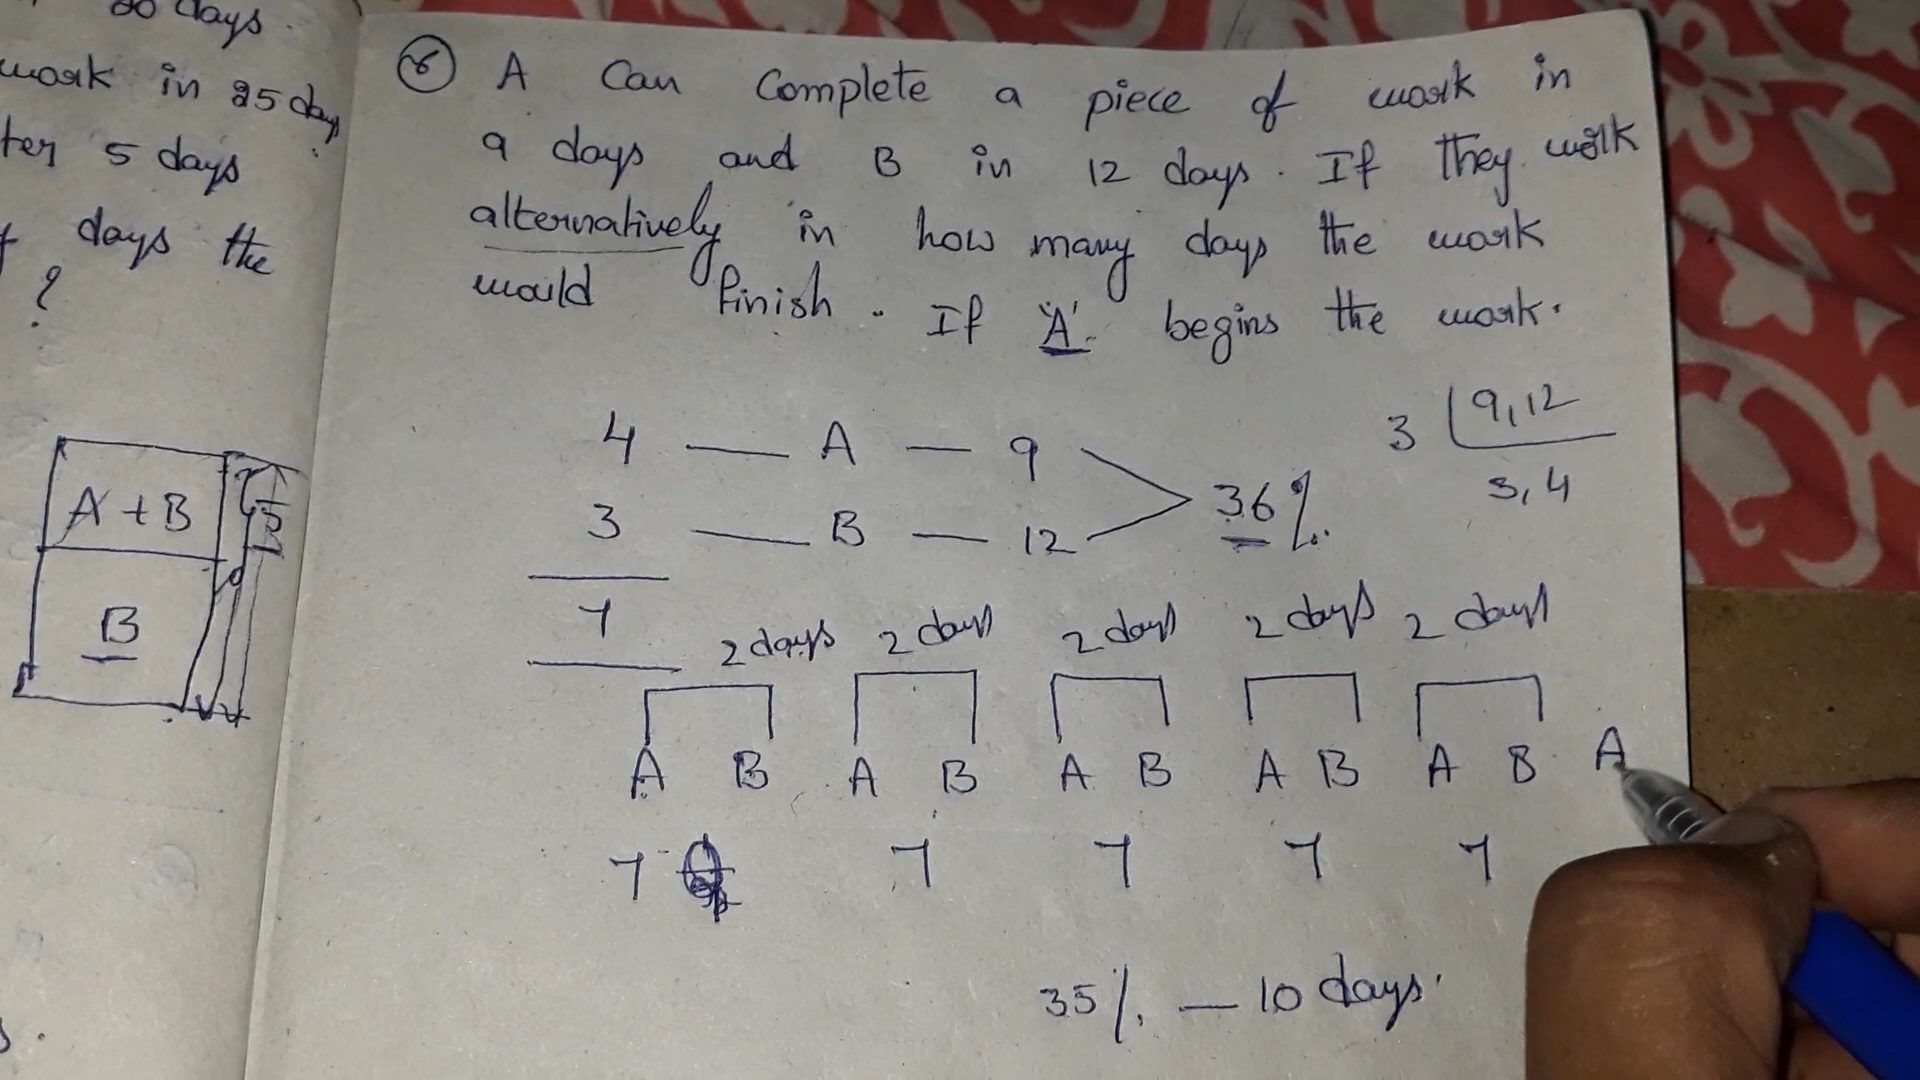 20 days.
work in 25 days
ter 5 days
days the
?
A + B
B
⑧ A Can Complete a piece of work in
9 days and B in 12 days. If they work
alternatively in how many days the work
would finish. If 'A' begins the work.
4 — A — 9
3 — B — 12
36%.
3 | 9, 12
3, 4
7
2 days 2 days 2 days 2 days 2 days
A B A B A B A B A B A
7 7 7 7 7
35%. — 10 days.